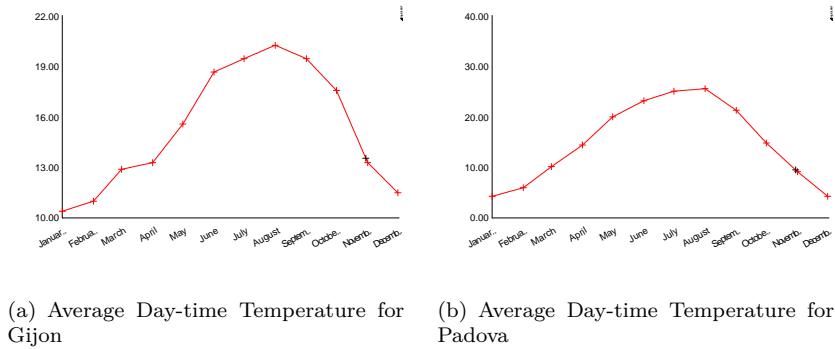 22.00
19.00
16.00
13.00
10.00
Januar..
Februa..
March
April
May
June
July
August
Septem..
Octobe..
Novemb..
Decemb..
40.00
30.00
20.00
10.00
0.00
Januar..
Februa..
March
April
May
June
July
August
Septem..
Octobe..
Novemb..
Decemb..
(a) Average Day-time Temperature for
Gijon
(b) Average Day-time Temperature for
Padova